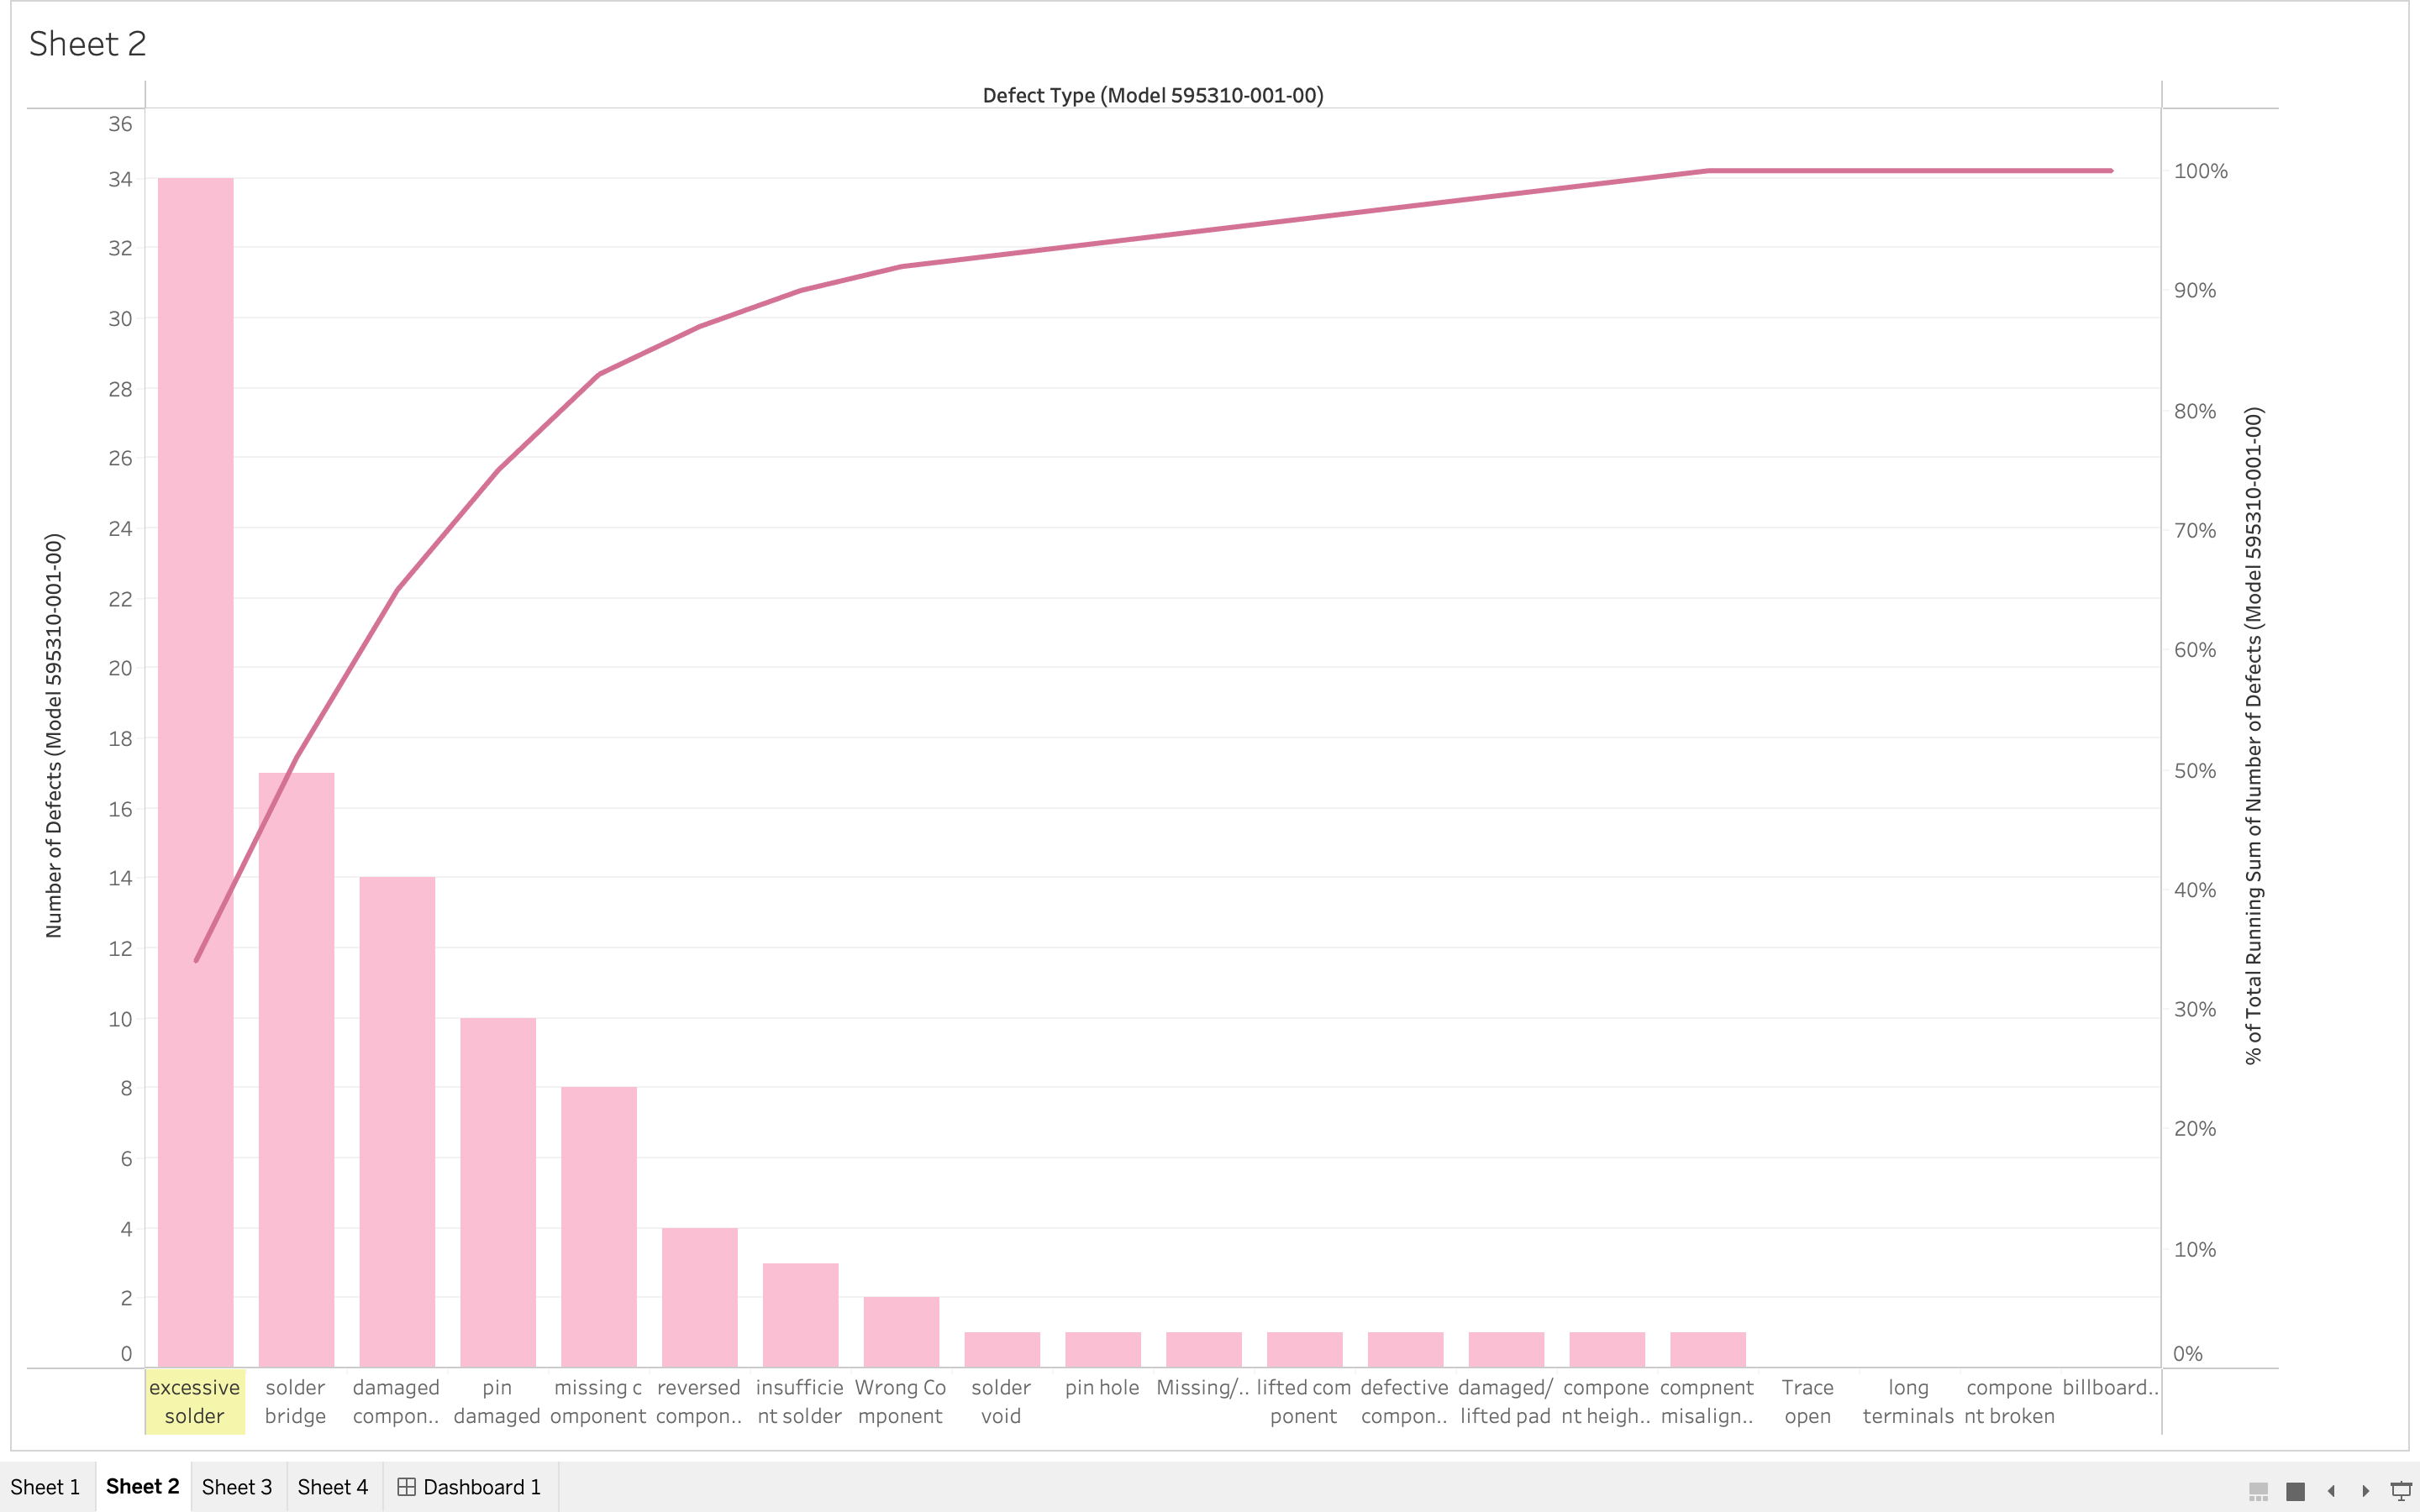 Sheet 2
Defect Type (Model 595310-001-00)
Number of Defects (Model 595310-001-00)
36
34
32
30
28
26
24
22
20
18
16
14
12
10
8
6
4
2
0
100%
90%
80%
70%
60%
50%
40%
30%
20%
10%
0%
% of Total Running Sum of Number of Defects (Model 595310-001-00)
excessive
solder
solder
bridge
damaged
compon..
pin
damaged
missing c
omponent
reversed
compon..
insufficie
nt solder
Wrong Co
mponent
solder
void
pin hole
Missing/..
lifted com
ponent
defective
compon..
damaged/
lifted pad
compone
nt heigh..
compnent
misalign..
Trace
open
long
terminals
compone
nt broken
billboard..
Sheet 1
Sheet 2
Sheet 3
Sheet 4
Dashboard 1